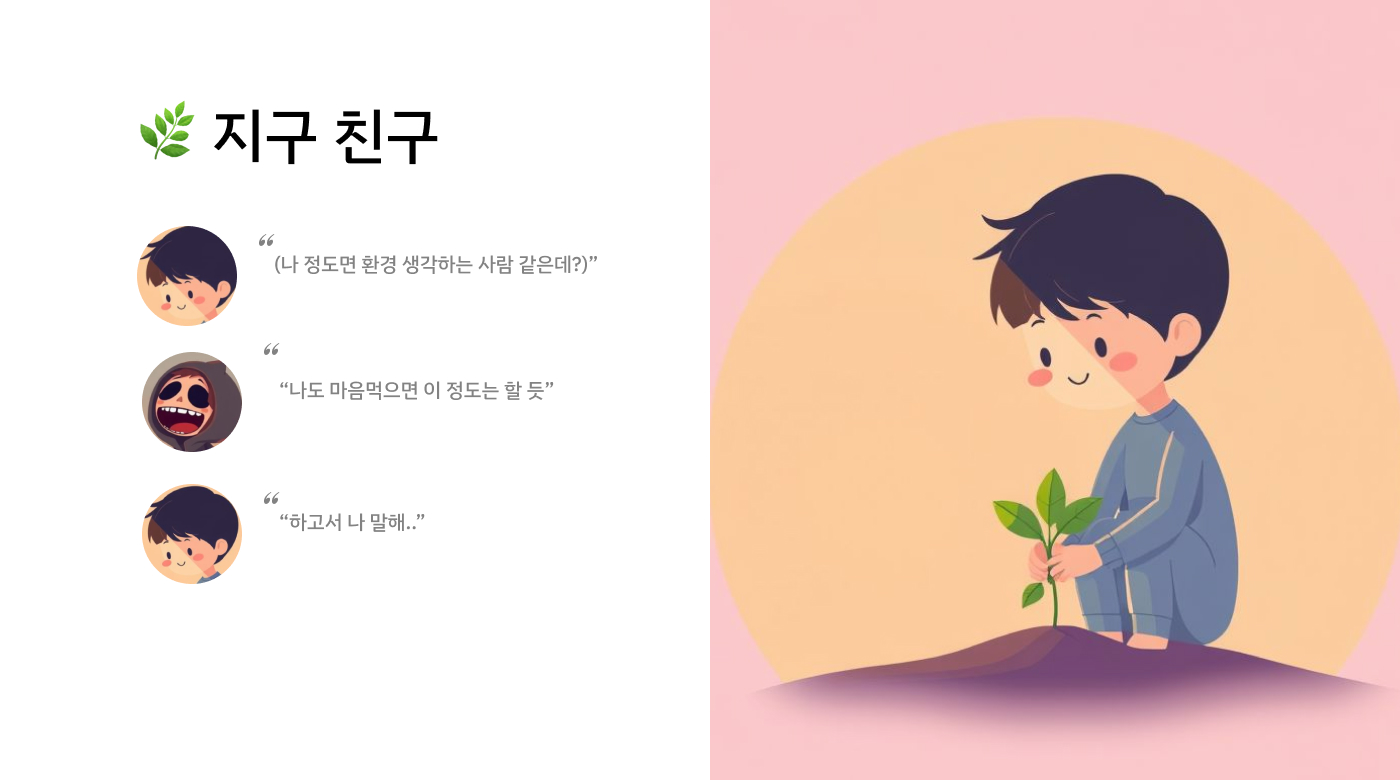 지구 친구
“
(나 정도면 환경 생각하는 사람 같은데?)”
“
“나도 마음먹으면 이 정도는 할 듯”
“
“하고서 나 말해..”